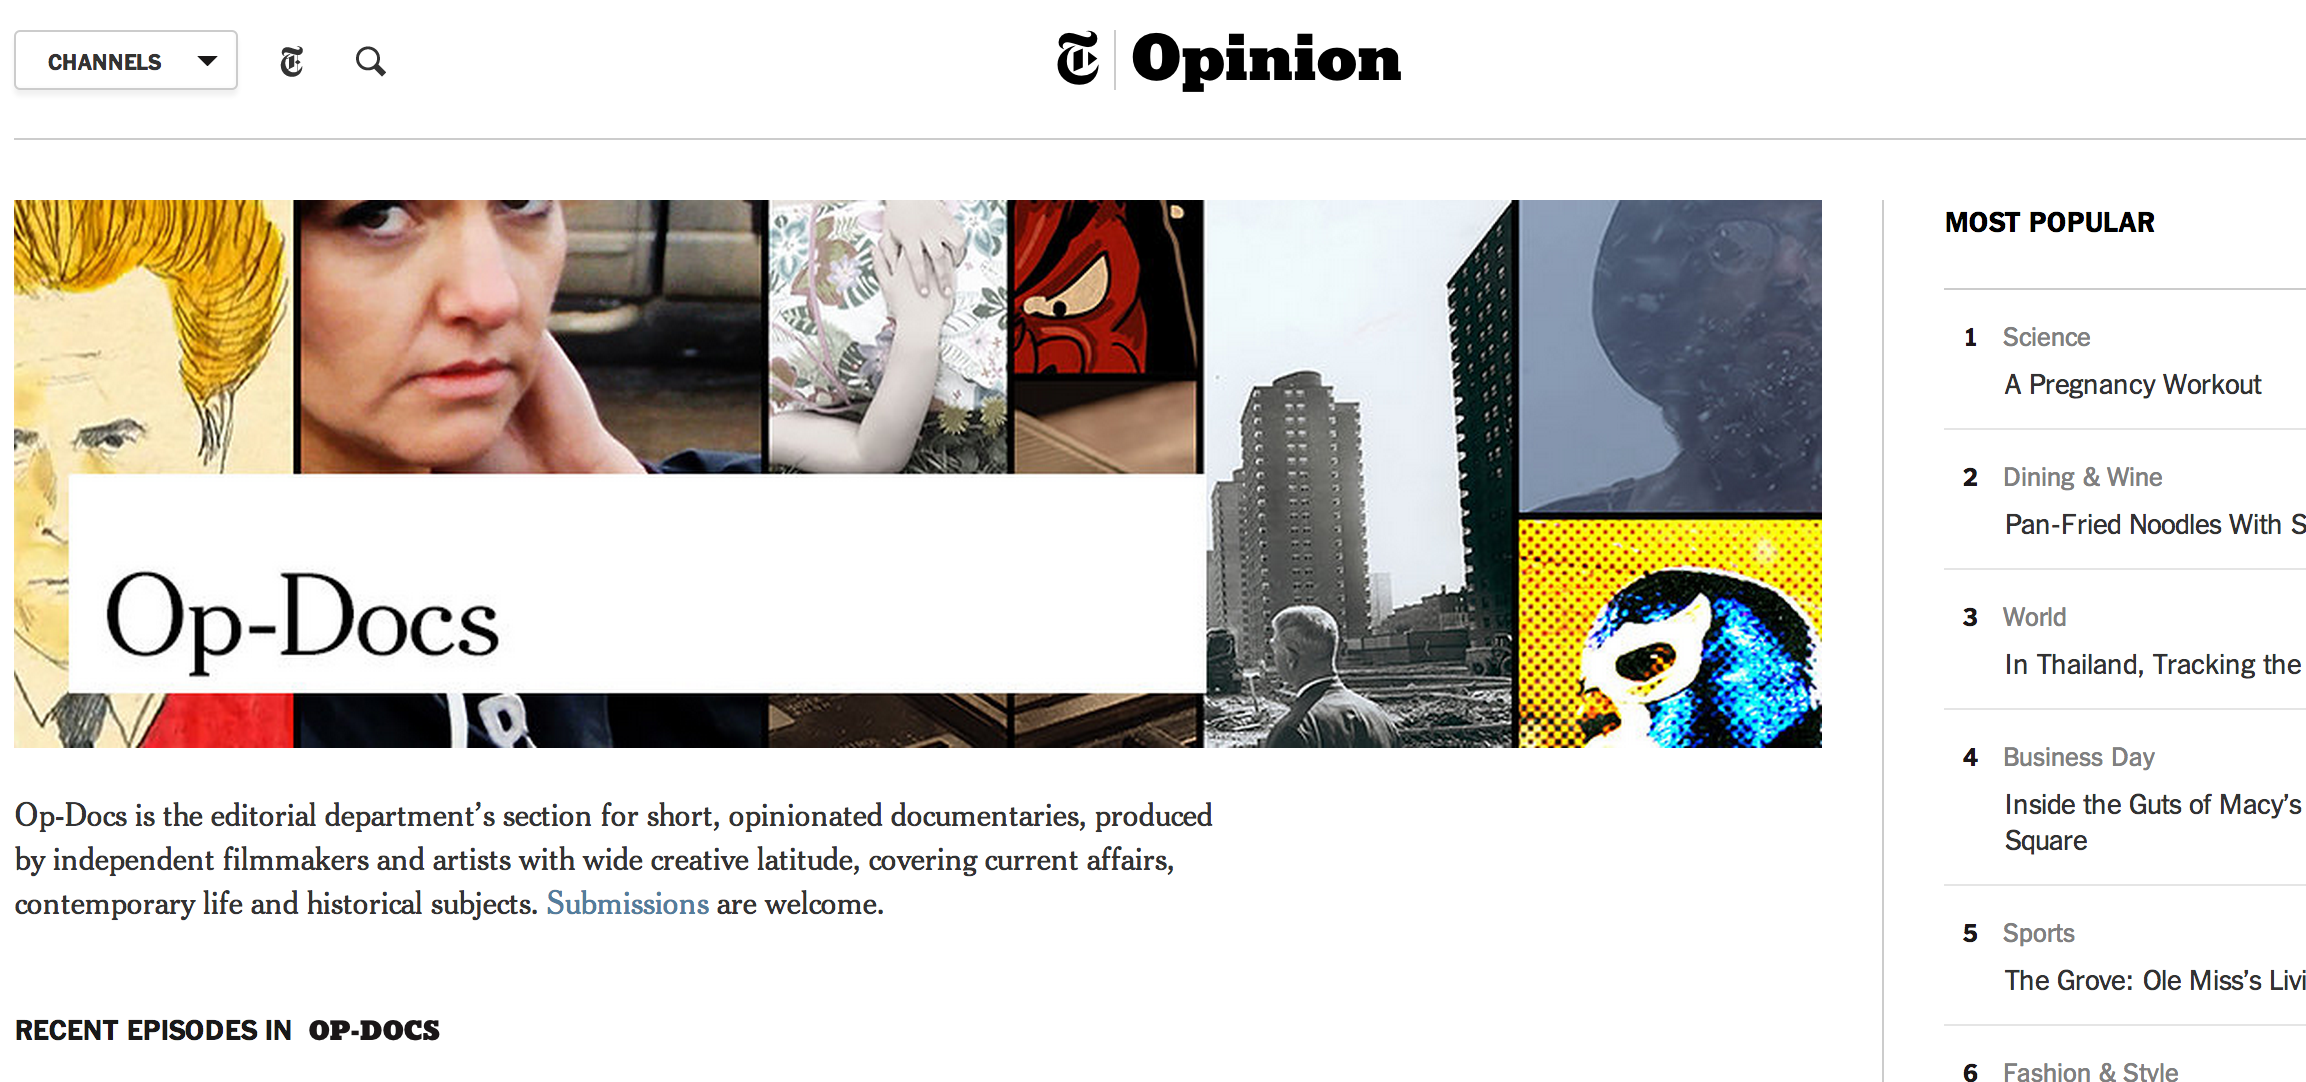 CHANNELS
T
T | Opinion
Op-Docs
Op-Docs is the editorial department’s section for short, opinionated documentaries, produced
by independent filmmakers and artists with wide creative latitude, covering current affairs,
contemporary life and historical subjects. Submissions are welcome.
RECENT EPISODES IN OP-DOCS
MOST POPULAR
1 Science
A Pregnancy Workout
2 Dining & Wine
Pan-Fried Noodles With S
3 World
In Thailand, Tracking the
4 Business Day
Inside the Guts of Macy’s
Square
5 Sports
The Grove: Ole Miss’s Livi
6 Fashion & Style